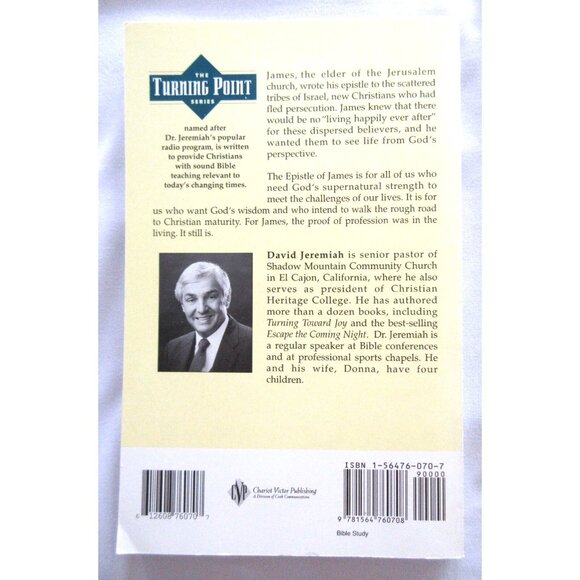 THE
TURNING POINT
SERIES
named after
Dr. Jeremiah's popular
radio program, is written
to provide Christians
with sound Bible
teaching relevant to
today's changing times.
James, the elder of the Jerusalem
church, wrote his epistle to the scattered
tribes of Israel, new Christians who had
fled persecution. James knew that there
would be no "living happily ever after"
for these dispersed believers, and he
wanted them to see life from God's
perspective.
The Epistle of James is for all of us who
need God's supernatural strength to
meet the challenges of our lives. It is for
us who want God's wisdom and who intend to walk the rough road
to Christian maturity. For James, the proof of profession was in the
living. It still is.
David Jeremiah is senior pastor of
Shadow Mountain Community Church
in El Cajon, California, where he also
serves as president of Christian
Heritage College. He has authored
more than a dozen books, including
Turning Toward Joy and the best-selling
Escape the Coming Night. Dr. Jeremiah is
a regular speaker at Bible conferences
and at professional sports chapels. He
and his wife, Donna, have four
children.
ISBN 1-56476-070-7
90000
6 12608 76070 7
CVP
Chariot Victor Publishing
A Division of Cook Communications
9 781564 760708
Bible Study